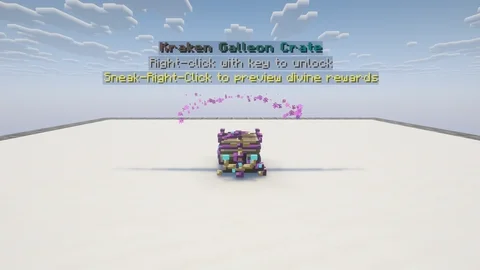 Kraken Galleon Crate
Right-click with key to unlock
Sneak-Right-Click to preview divine rewards